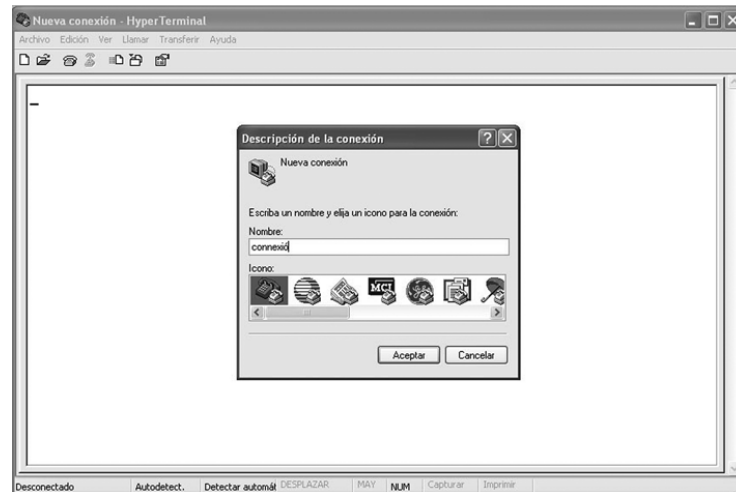 Nueva conexión - HyperTerminal
Archivo Edición Ver Llamar Transferir Ayuda
Descripción de la conexión
Nueva conexión
Escriba un nombre y elija un icono para la conexión:
Nombre:
connexió
Icono:
MCI
Aceptar Cancelar
Desconectado Autodetect. Detectar automát DESPLAZAR MAY NUM Capturar Imprimir